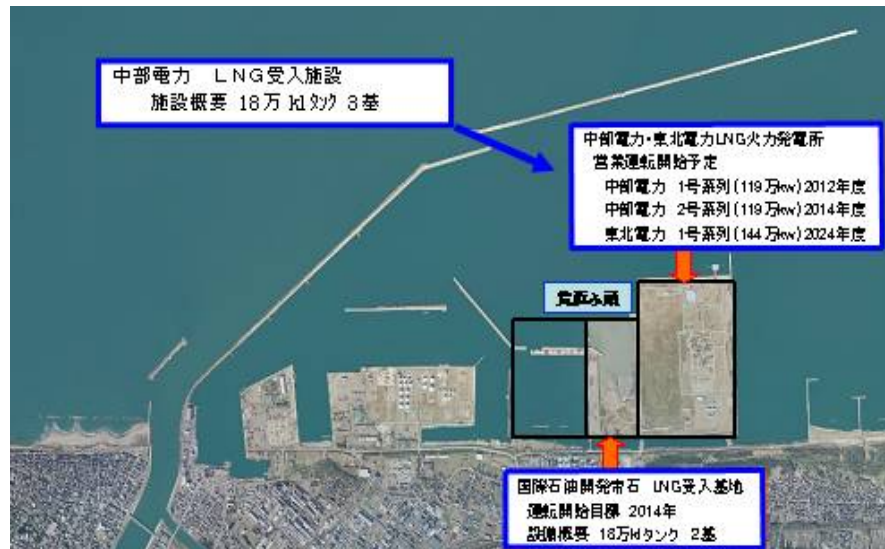 中部電力 LNG受入施設
施設概要 18万klタンク 3基
中部電力・東北電力LNG火力発電所
営業運転開始予定
中部電力 1号系列(119万kw)2012年度
中部電力 2号系列(119万kw)2014年度
東北電力 1号系列(144万kw)2024年度
荒浜ふ頭
国際石油開発帝石 LNG受入基地
運転開始目標 2014年
設備概要 18万klタンク 2基